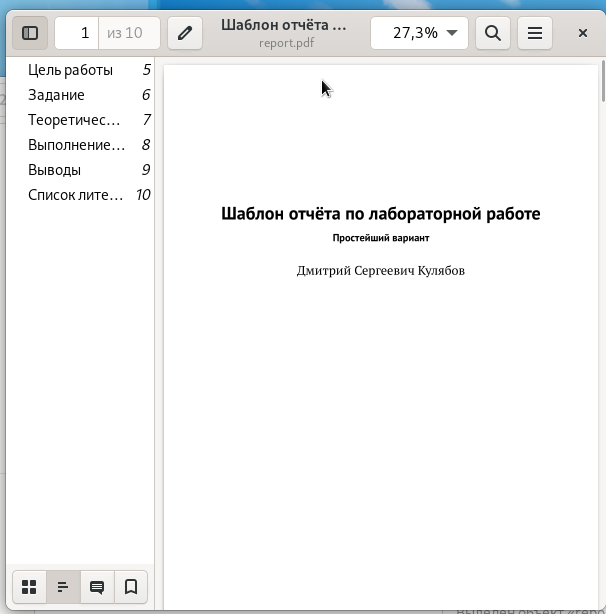 1 из 10
Шаблон отчёта …
report.pdf
27,3%
Цель работы 5
Задание 6
Теоретичес… 7
Выполнение… 8
Выводы 9
Список лите… 10
Шаблон отчёта по лабораторной работе
Простейший вариант
Дмитрий Сергеевич Кулябов